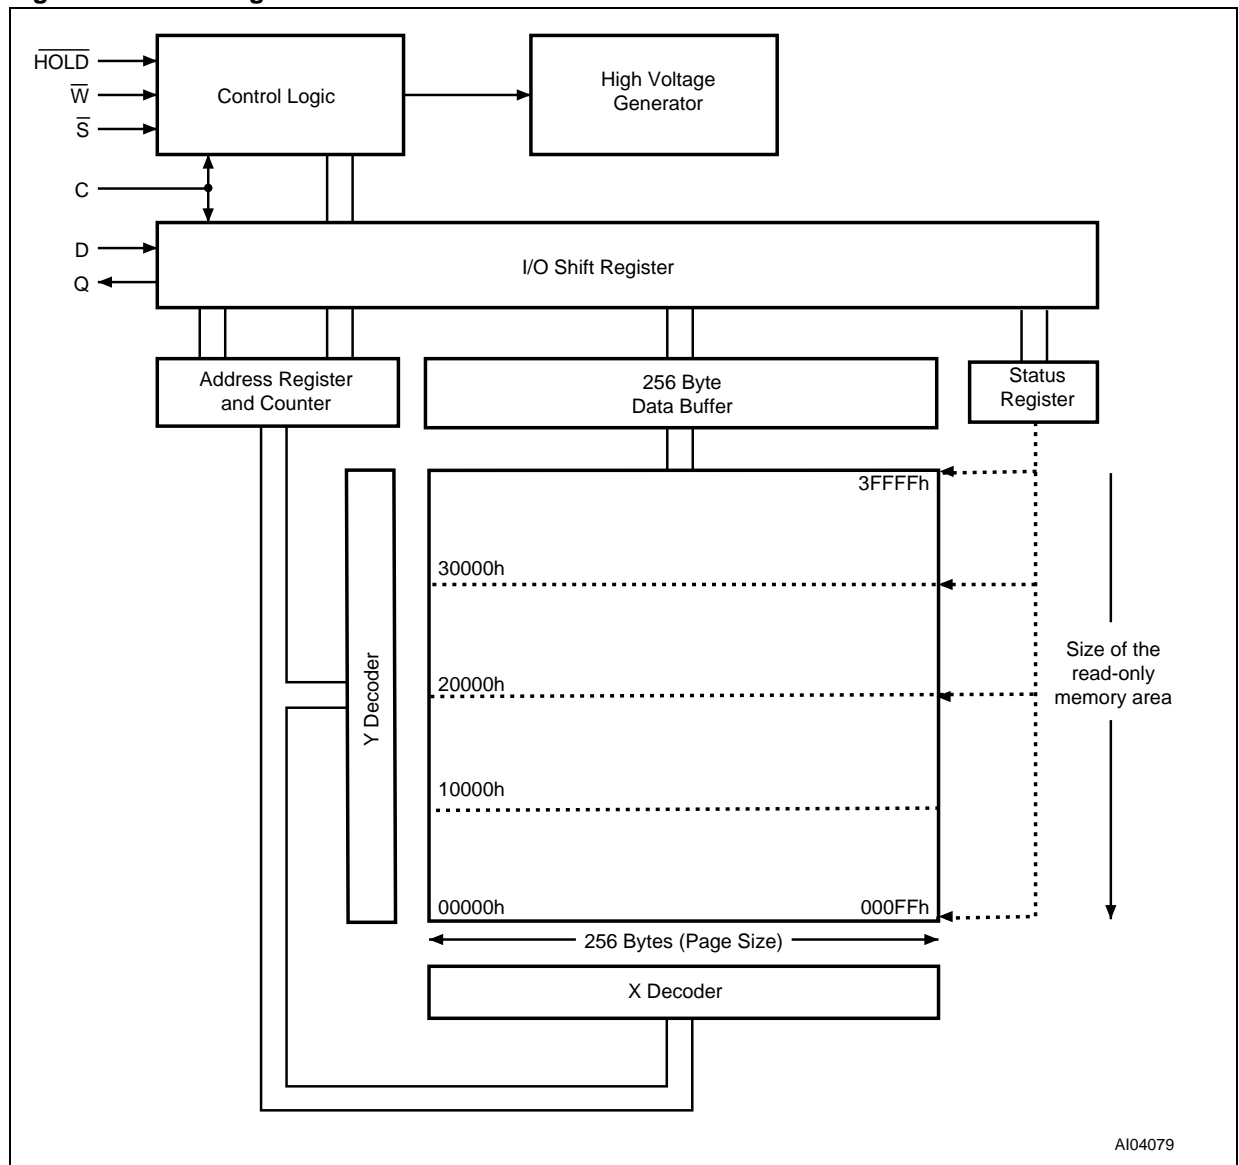 HOLD
W
S
C
D
Q
Control Logic
High Voltage
Generator
I/O Shift Register
Address Register
and Counter
256 Byte
Data Buffer
Status
Register
3FFFFh
30000h
20000h
10000h
00000h
000FFh
Y Decoder
Size of the
read-only
memory area
256 Bytes (Page Size)
X Decoder
AI04079